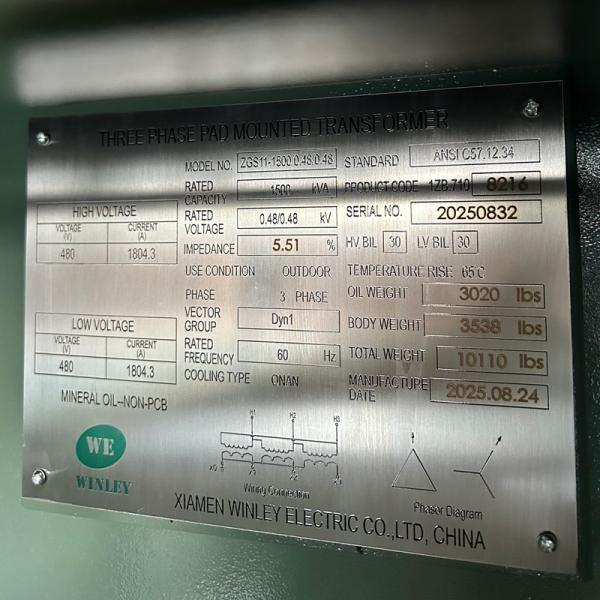 THREE PHASE PAD MOUNTED TRANSFORMER
MODEL NO. ZGS11-1500/0.48/0.48 STANDARD ANSI C57.12.34
RATED CAPACITY 1500 kVA PRODUCT CODE 1ZB.710 8216
HIGH VOLTAGE
VOLTAGE (V) CURRENT (A)
480 1804.3
RATED VOLTAGE 0.48/0.48 kV SERIAL NO. 20250832
IMPEDANCE 5.51 % HV BIL 30 LV BIL 30
USE CONDITION OUTDOOR TEMPERATURE RISE 65℃
PHASE 3 PHASE OIL WEIGHT 3020 lbs
LOW VOLTAGE
VOLTAGE (V) CURRENT (A)
480 1804.3
VECTOR GROUP Dyn1 BODY WEIGHT 3538 lbs
RATED FREQUENCY 60 Hz TOTAL WEIGHT 10110 lbs
COOLING TYPE ONAN MANUFACTURE DATE 2025.08.24
MINERAL OIL--NON-PCB
H1 H2 H3
WE
WINLEY
Wiring Connection
Phasor Diagram
XIAMEN WINLEY ELECTRIC CO.,LTD, CHINA